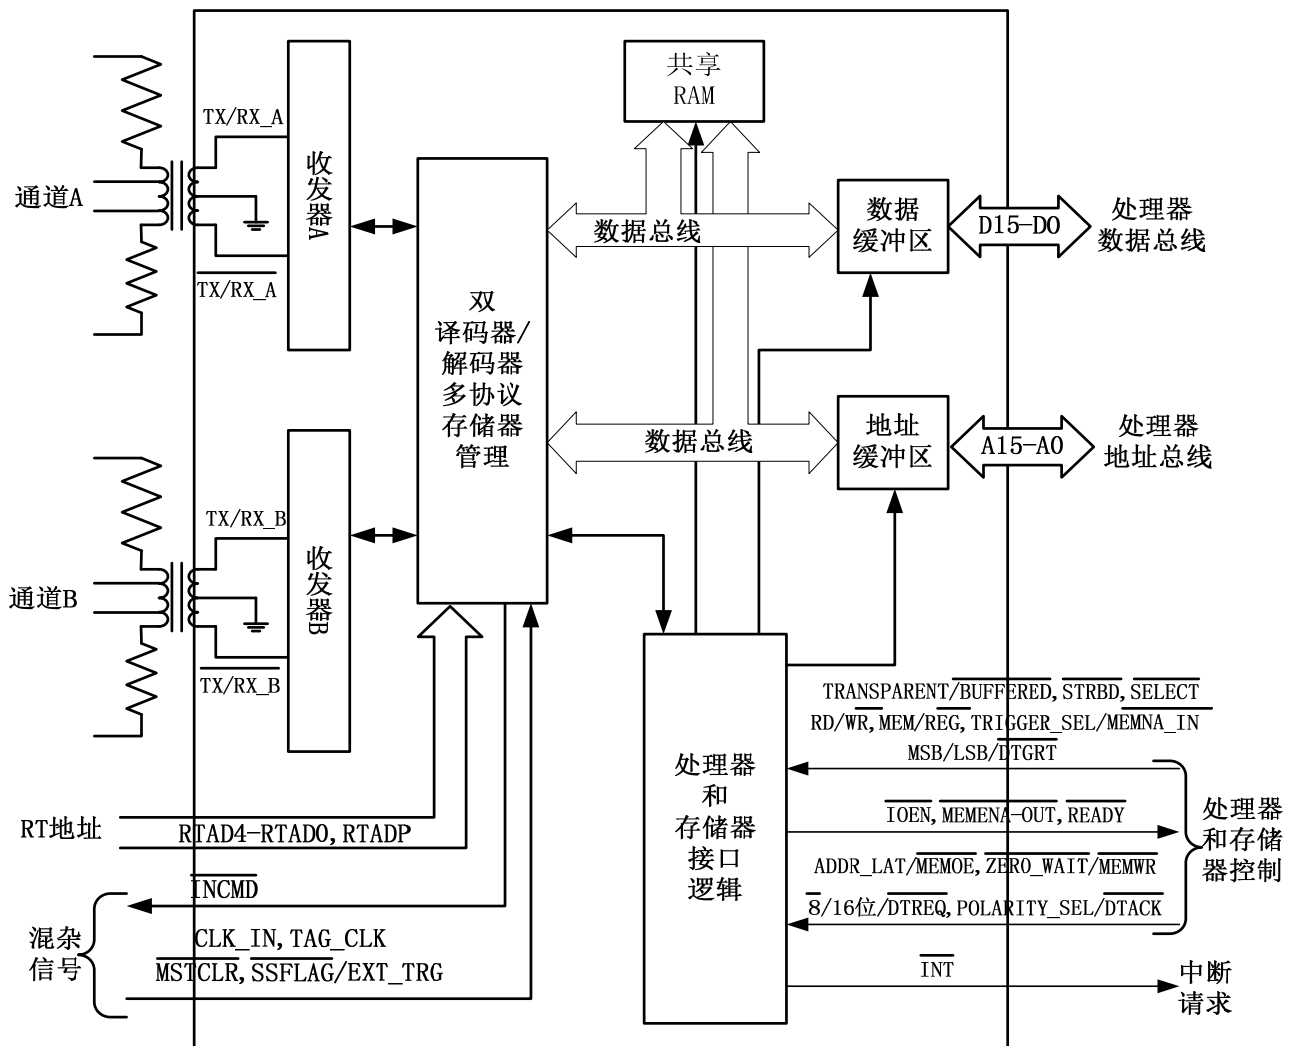 共享
RAM
TX/RX_A
通道A
收发器A
TX/RX_A
双
译码器/
解码器
多协议
存储器
管理
数据总线
数据
缓冲区
D15-D0
处理器
数据总线
数据总线
地址
缓冲区
A15-A0
处理器
地址总线
TX/RX_B
通道B
收发器B
TX/RX_B
TRANSPARENT/BUFFERED, STRBD, SELECT
RD/WR, MEM/REG, TRIGGER_SEL/MEMNA_IN
MSB/LSB/DTGRT
处理器
和
存储器
接口
逻辑
IOEN, MEMENA-OUT, READY
处理器
和存储
器控制
ADDR_LAT/MEMOE, ZERO_WAIT/MEMWR
8/16位/DTREQ, POLARITY_SEL/DTACK
RT地址
RTAD4-RTAD0, RTADP
INCMD
混杂
信号
CLK_IN, TAG_CLK
MSTCLR, SSFLAG/EXT_TRG
INT
中断
请求